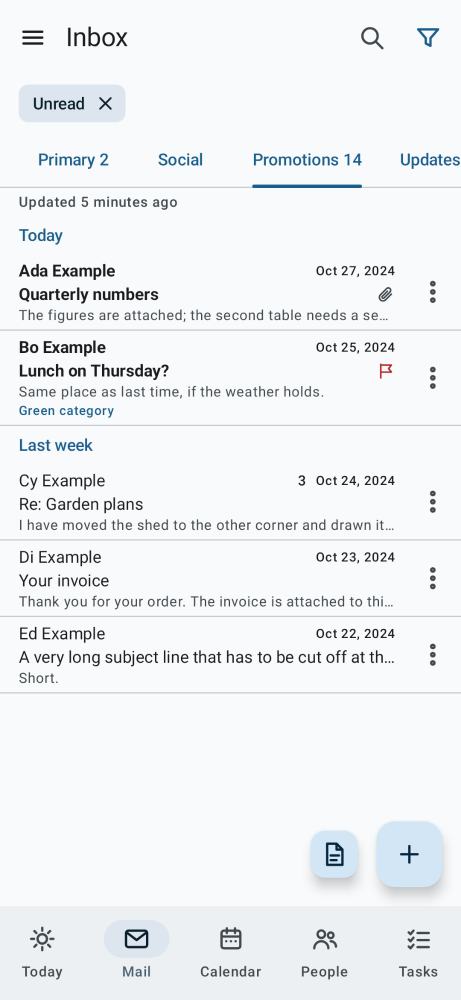 Inbox
Unread
Primary 2 Social Promotions 14 Updates
Updated 5 minutes ago
Today
Ada Example Oct 27, 2024
Quarterly numbers
The figures are attached; the second table needs a se…
Bo Example Oct 25, 2024
Lunch on Thursday?
Same place as last time, if the weather holds.
Green category
Last week
Cy Example 3 Oct 24, 2024
Re: Garden plans
I have moved the shed to the other corner and drawn it…
Di Example Oct 23, 2024
Your invoice
Thank you for your order. The invoice is attached to thi…
Ed Example Oct 22, 2024
A very long subject line that has to be cut off at th…
Short.
Today Mail Calendar People Tasks